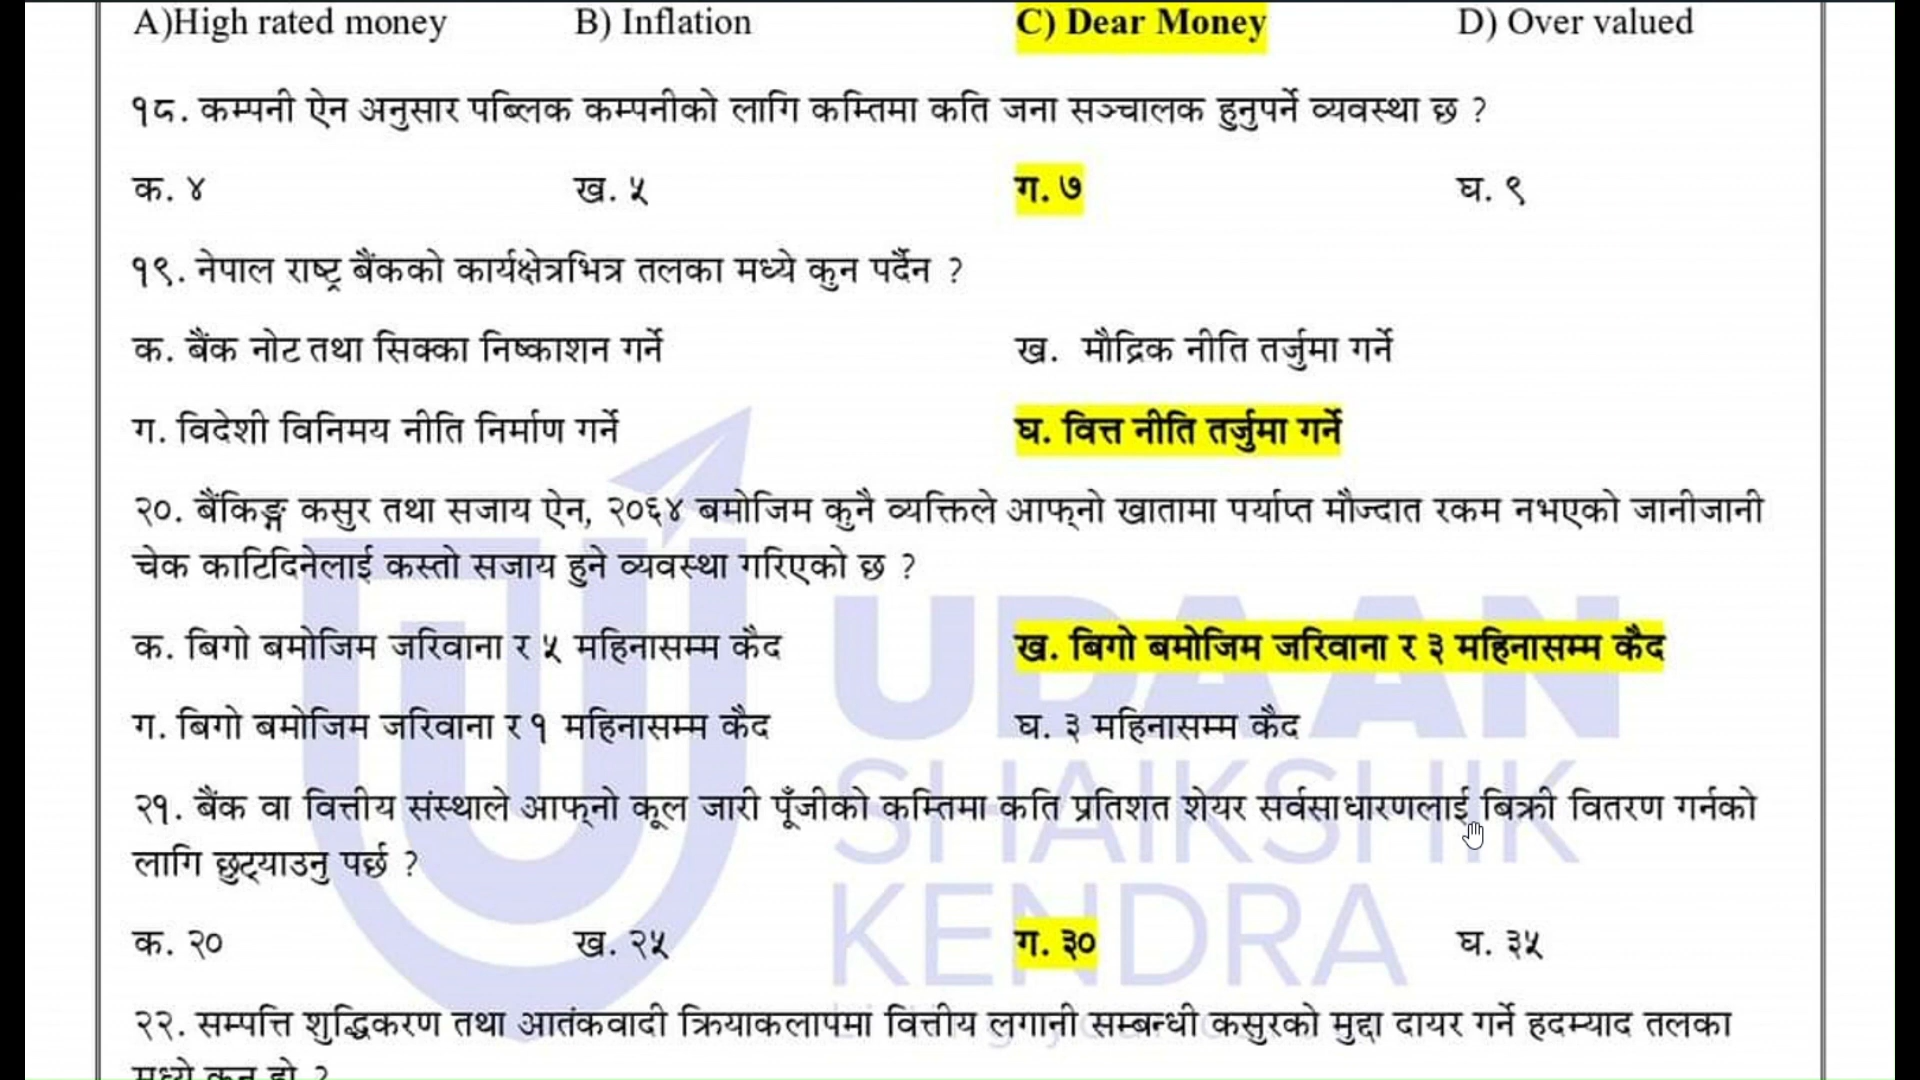 A)High rated money B) Inflation C) Dear Money D) Over valued
१८. कम्पनी ऐन अनुसार पब्लिक कम्पनीको लागि कम्तिमा कति जना सञ्चालक हुनुपर्ने व्यवस्था छ ?
क. ४ ख. ५ ग. ७ घ. ९
१९. नेपाल राष्ट्र बैंकको कार्यक्षेत्रभित्र तलका मध्ये कुन पर्दैन ?
क. बैंक नोट तथा सिक्का निष्काशन गर्ने ख. मौद्रिक नीति तर्जुमा गर्ने
ग. विदेशी विनिमय नीति निर्माण गर्ने घ. वित्त नीति तर्जुमा गर्ने
२०. बैंकिङ्ग कसुर तथा सजाय ऐन, २०६४ बमोजिम कुनै व्यक्तिले आफ्नो खातामा पर्याप्त मौज्दात रकम नभएको जानीजानी
चेक काटिदिनेलाई कस्तो सजाय हुने व्यवस्था गरिएको छ ?
क. बिगो बमोजिम जरिवाना र ५ महिनासम्म कैद ख. बिगो बमोजिम जरिवाना र ३ महिनासम्म कैद
ग. बिगो बमोजिम जरिवाना र १ महिनासम्म कैद घ. ३ महिनासम्म कैद
२१. बैंक वा वित्तीय संस्थाले आफ्नो कूल जारी पूँजीको कम्तिमा कति प्रतिशत शेयर सर्वसाधारणलाई बिक्री वितरण गर्नको
लागि छुट्याउनु पर्छ ?
क. २० ख. २५ ग. ३० घ. ३५
२२. सम्पत्ति शुद्धिकरण तथा आतंकवादी क्रियाकलापमा वित्तीय लगानी सम्बन्धी कसुरको मुद्दा दायर गर्ने हदम्याद तलका
मध्ये कुन हो ?
UDAAN
SHAIKSHIK
KENDRA